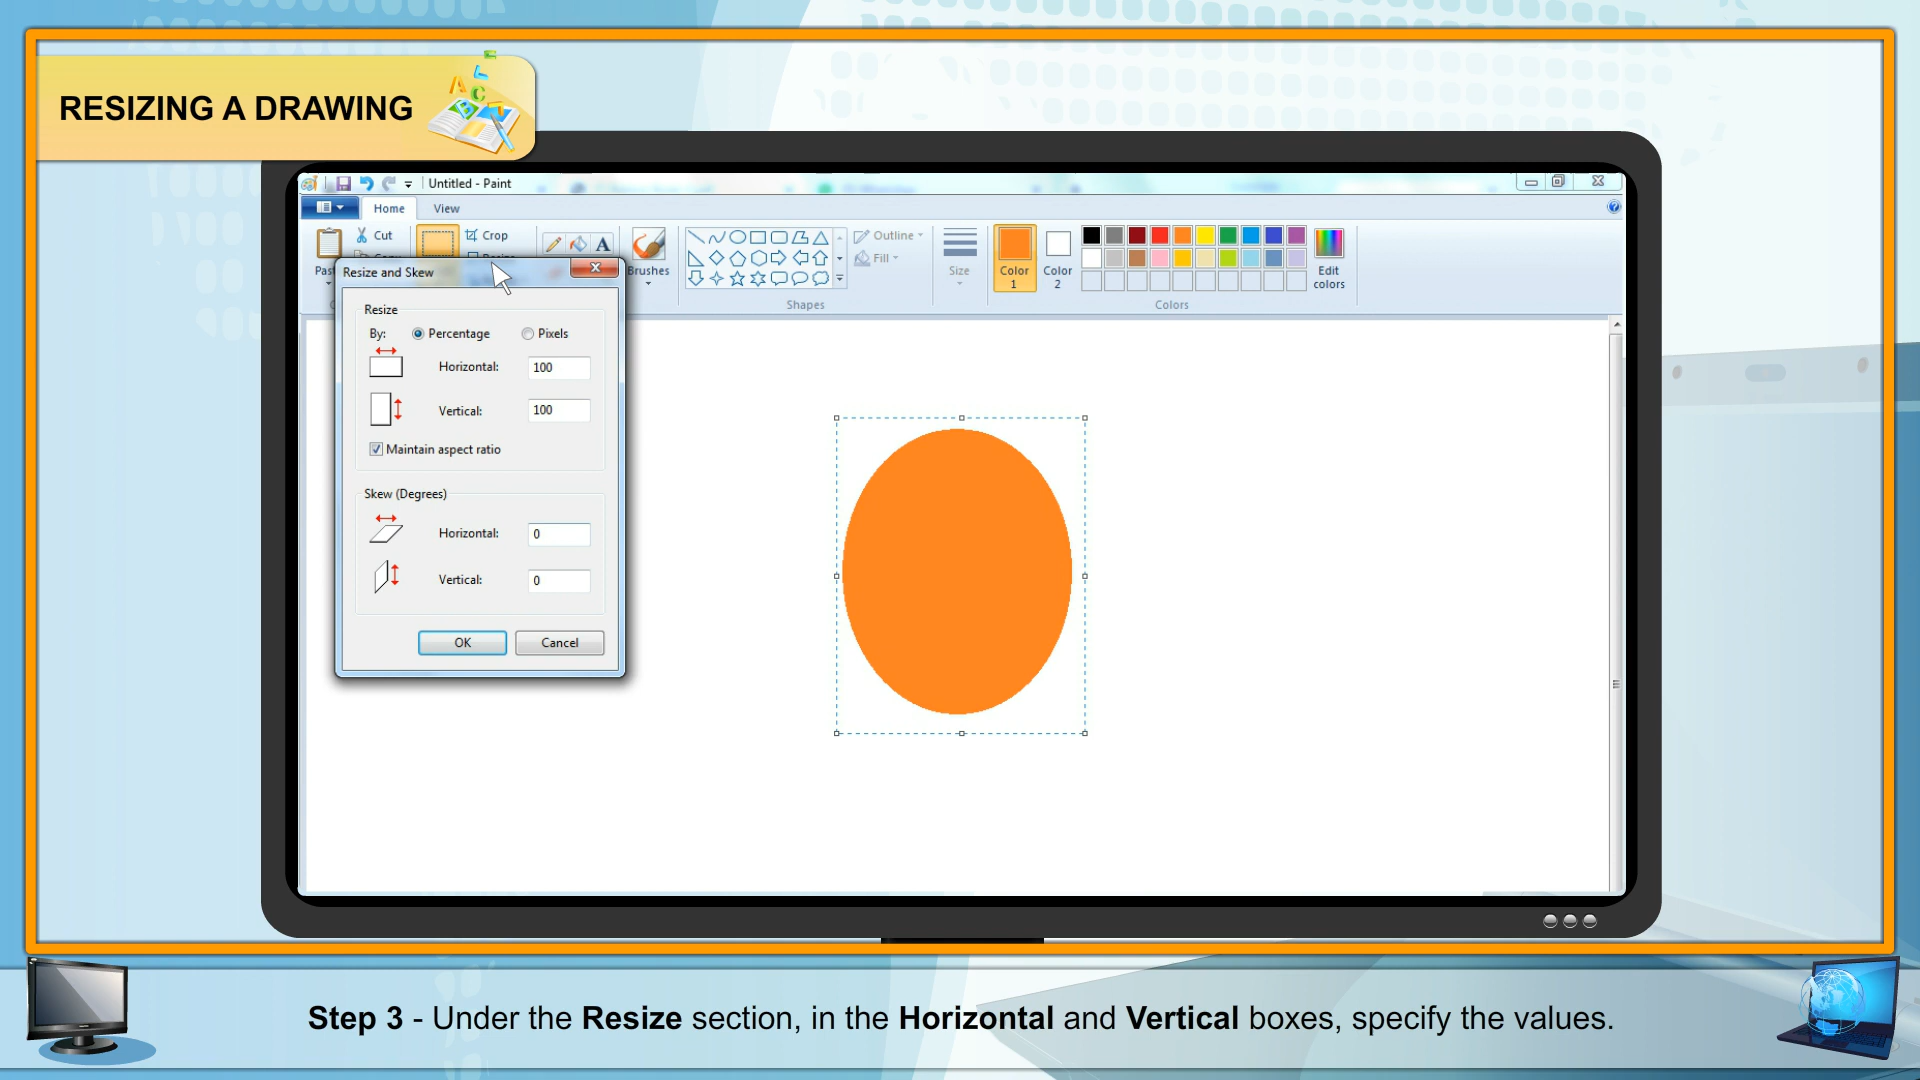 RESIZING A DRAWING
Untitled - Paint
Home View
Cut
Crop
Resize and Skew
Brushes
Outline
Fill
Size
Color 1
Color 2
Edit colors
Shapes
Colors
Resize
By: Percentage Pixels
Horizontal: 100
Vertical: 100
Maintain aspect ratio
Skew (Degrees)
Horizontal: 0
Vertical: 0
OK Cancel
Step 3 - Under the Resize section, in the Horizontal and Vertical boxes, specify the values.